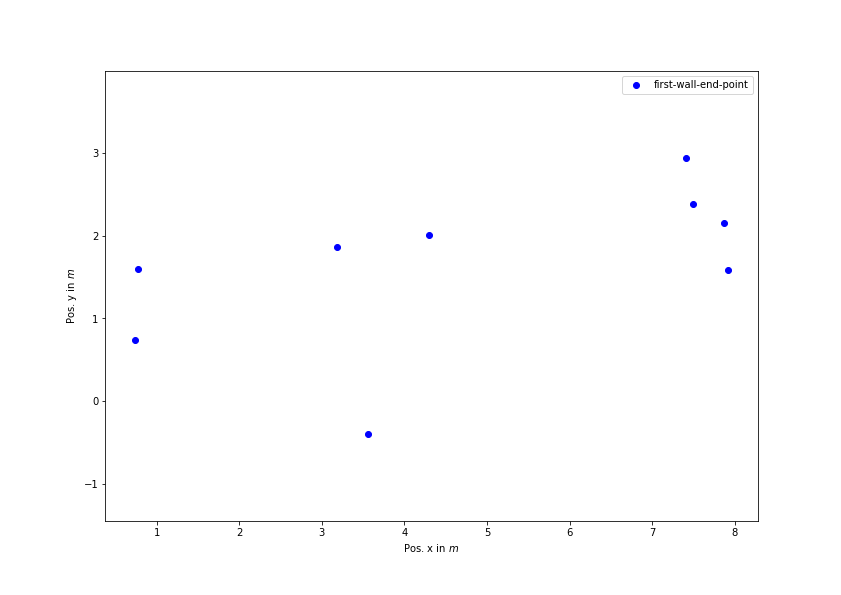 first-wall-end-point
3
2
1
0
−1
Pos. y in m
1 2 3 4 5 6 7 8
Pos. x in m